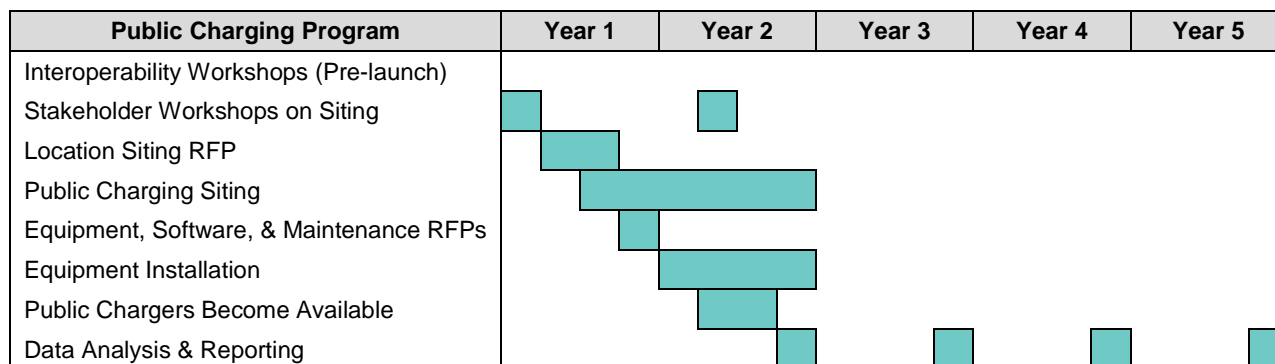 Public Charging Program Year 1 Year 2 Year 3 Year 4 Year 5
Interoperability Workshops (Pre-launch)
Stakeholder Workshops on Siting
Location Siting RFP
Public Charging Siting
Equipment, Software, & Maintenance RFPs
Equipment Installation
Public Chargers Become Available
Data Analysis & Reporting